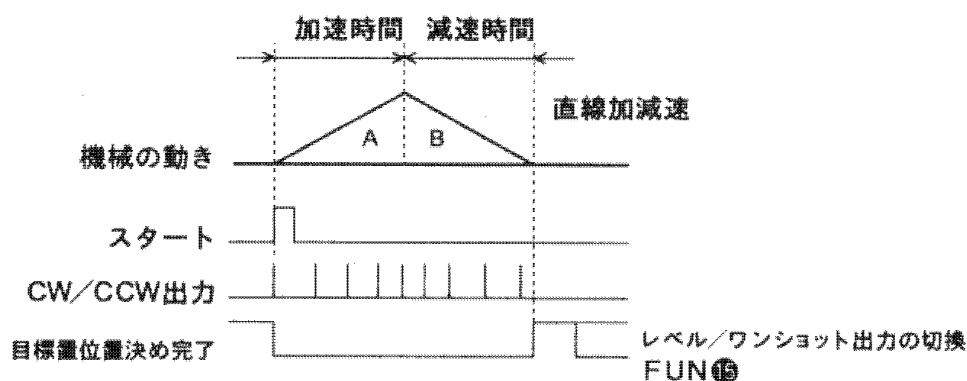 加速時間 減速時間
直線加減速
A B
機械の動き
スタート
CW/CCW出力
目標置位置決め完了
レベル/ワンショット出力の切換
FUN⓯